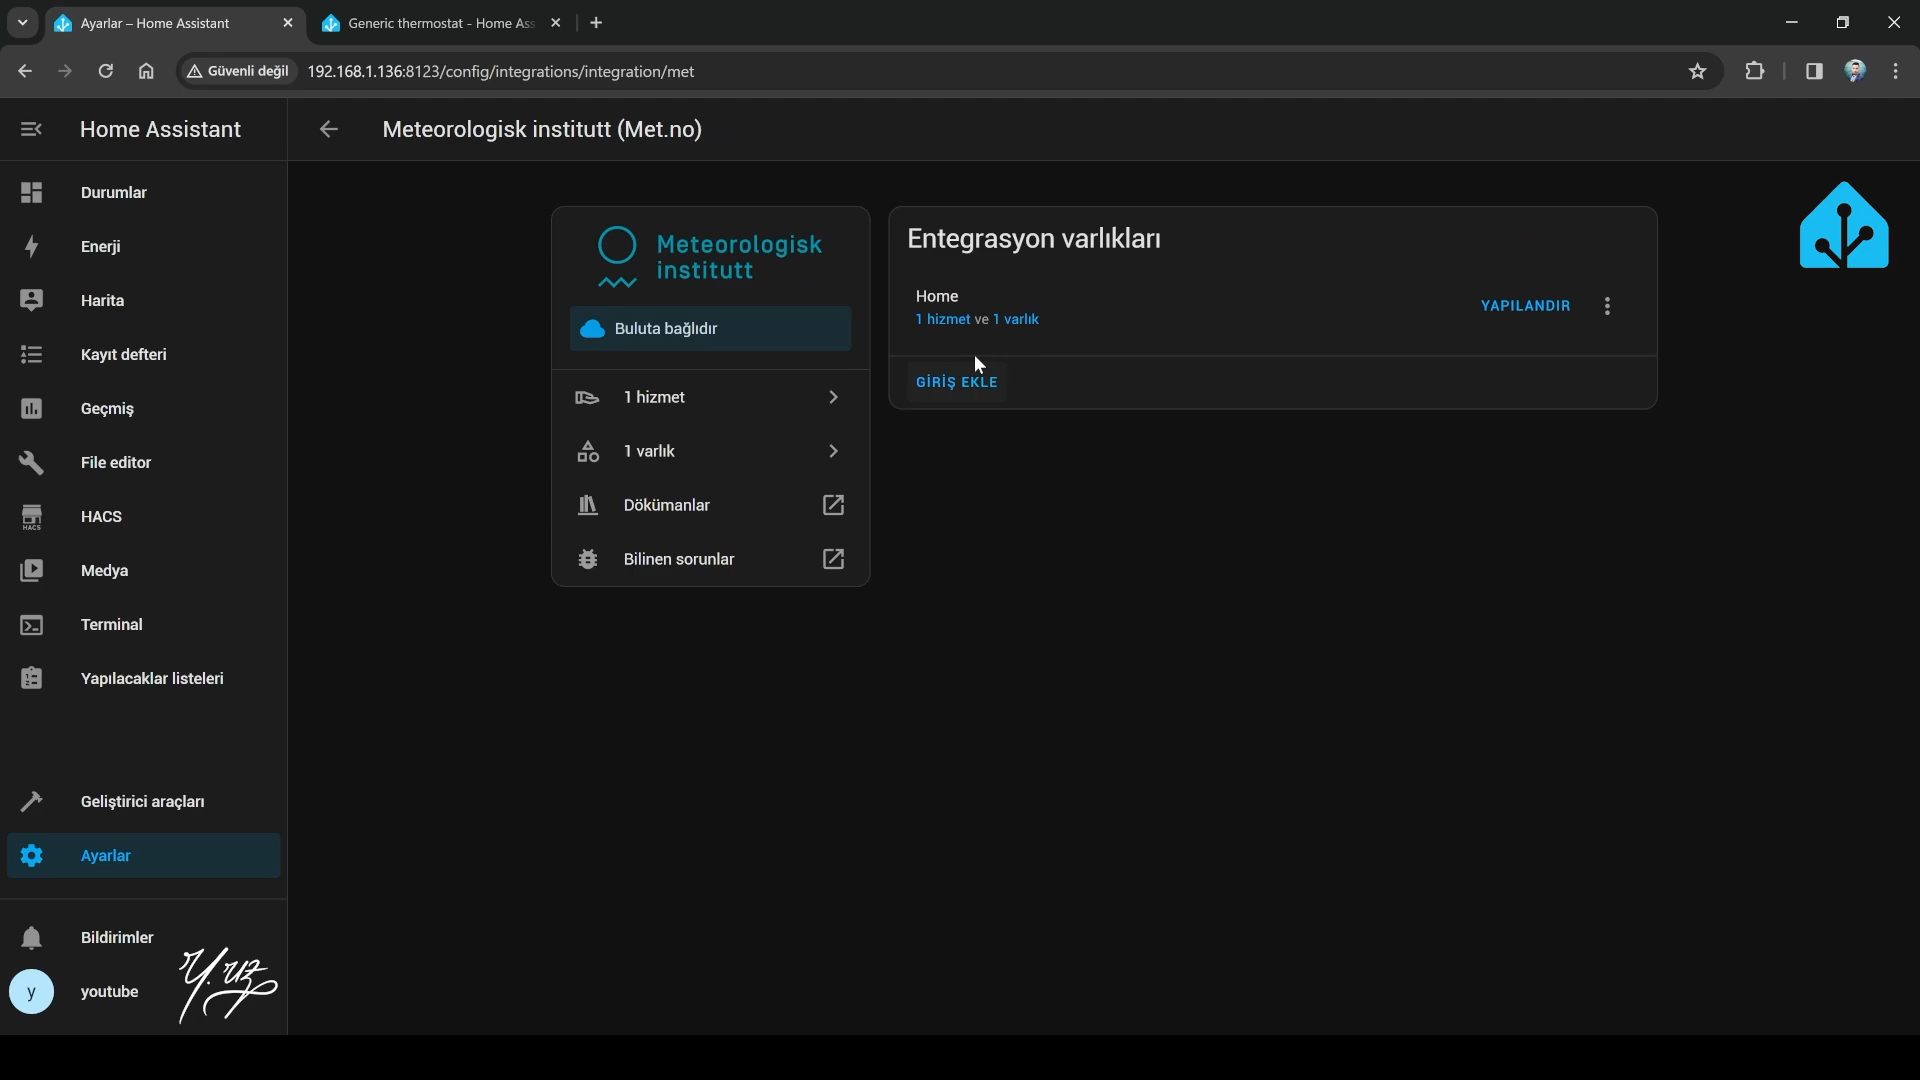 Ayarlar – Home Assistant
Generic thermostat - Home Ass
Güvenli değil
192.168.1.136:8123/config/integrations/integration/met
Home Assistant
Meteorologisk institutt (Met.no)
Durumlar
Enerji
Harita
Kayıt defteri
Geçmiş
File editor
HACS
HACS
Medya
Terminal
Yapılacaklar listeleri
Geliştirici araçları
Ayarlar
Bildirimler
y
youtube
Y.uz
Meteorologisk
institutt
Buluta bağlıdır
1 hizmet
1 varlık
Dökümanlar
Bilinen sorunlar
Entegrasyon varlıkları
Home
1 hizmet ve 1 varlık
YAPILANDIR
GİRİŞ EKLE